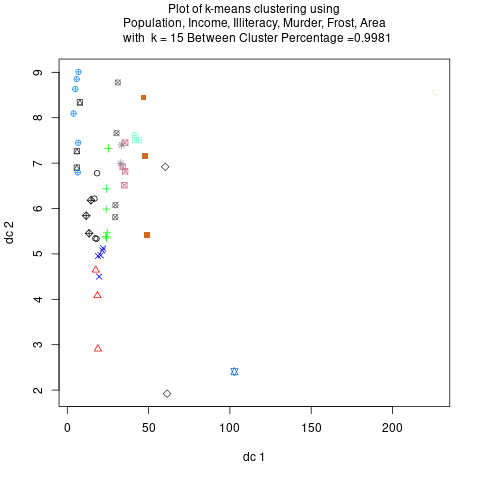 Plot of k-means clustering using
Population, Income, Illiteracy, Murder, Frost, Area
with k = 15 Between Cluster Percentage =0.9981
9
8
7
6
5
4
3
2
dc 2
0 50 100 150 200
dc 1